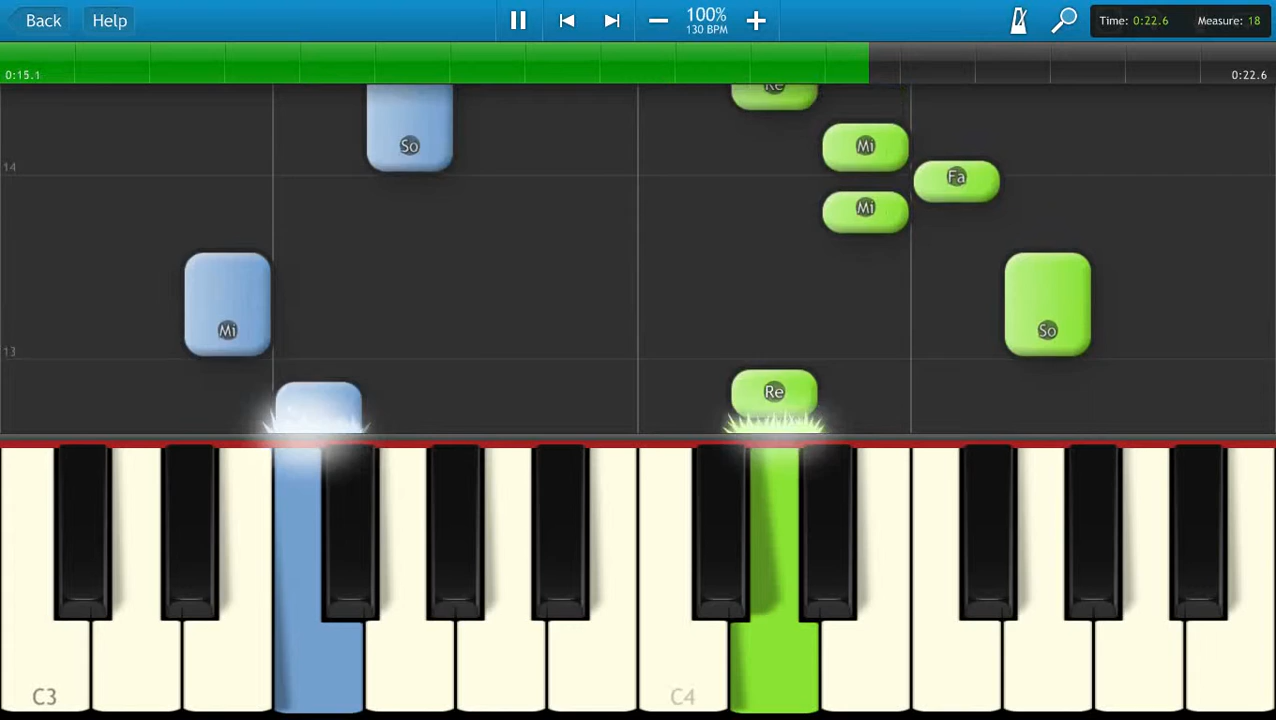 Back Help 100% Time: 0:22.6 Measure: 18
130 BPM
0:15.1 0:22.6
Re
So Mi
14
Fa
Mi
Mi So
13
Re
C3 C4